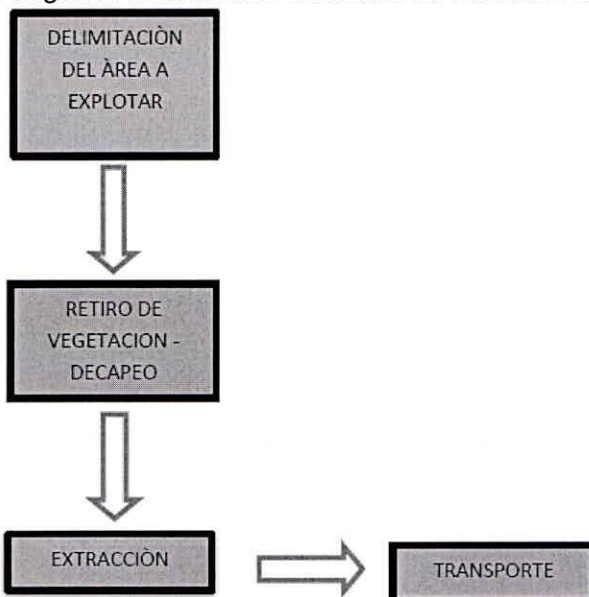 DELIMITACIÒN
DEL ÀREA A
EXPLOTAR
RETIRO DE
VEGETACION -
DECAPEO
EXTRACCIÒN
TRANSPORTE